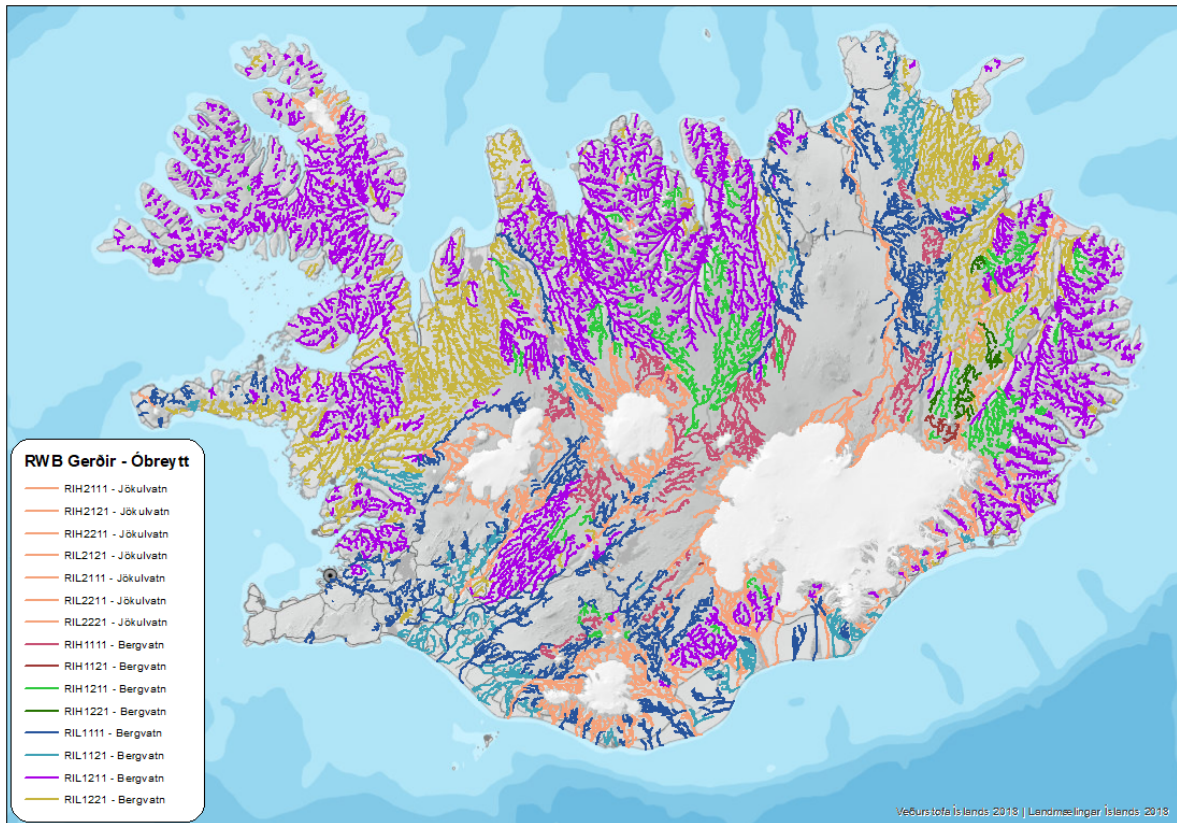 RWB Gerðir - Óbreytt
RIH2111 - Jökulvatn
RIH2121 - Jökulvatn
RIH2211 - Jökulvatn
RIL2121 - Jökulvatn
RIL2111 - Jökulvatn
RIL2211 - Jökulvatn
RIL2221 - Jökulvatn
RIH1111 - Bergvatn
RIH1121 - Bergvatn
RIH1211 - Bergvatn
RIH1221 - Bergvatn
RIL1111 - Bergvatn
RIL1121 - Bergvatn
RIL1211 - Bergvatn
RIL1221 - Bergvatn
Veðurstofa Íslands 2018 | Landmælingar Íslands 2018